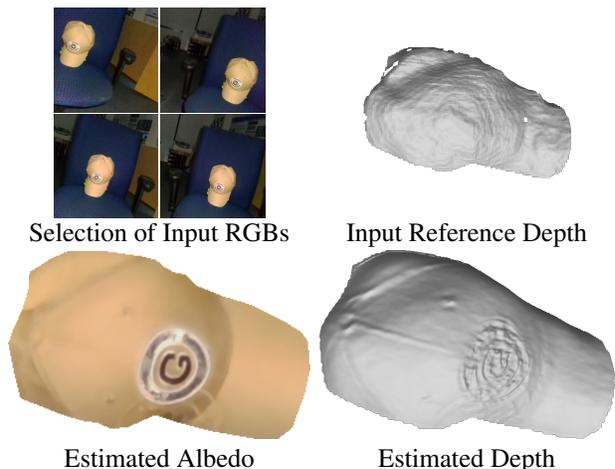 Selection of Input RGBs
Input Reference Depth
G
Estimated Albedo
Estimated Depth